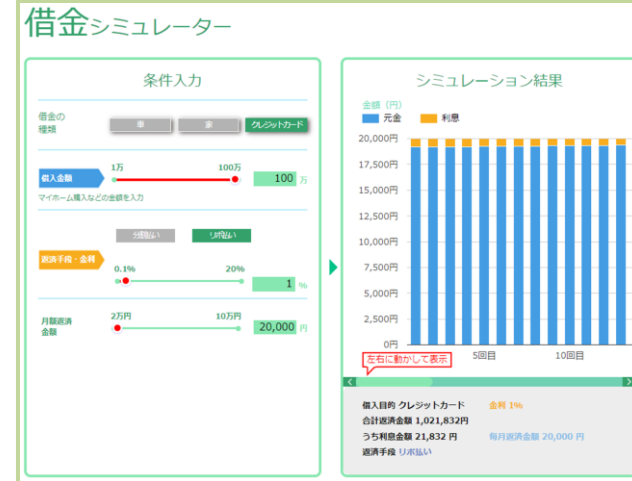 借金シミュレーター
条件入力
借金の
種類
車
家
クレジットカード
借入金額
1万
100万
100 万
マイホーム購入などの金額を入力
分割払い
リボ払い
返済手段・金利
0.1%
20%
1 %
月額返済
金額
2万円
10万円
20,000 円
シミュレーション結果
金額（円）
元金
利息
20,000円
17,500円
15,000円
12,500円
10,000円
7,500円
5,000円
2,500円
0円
左右に動かして表示
5回目
10回目
借入目的 クレジットカード
金利 1%
合計返済金額 1,021,832円
うち利息金額 21,832 円
毎月返済金額 20,000 円
返済手段 リボ払い